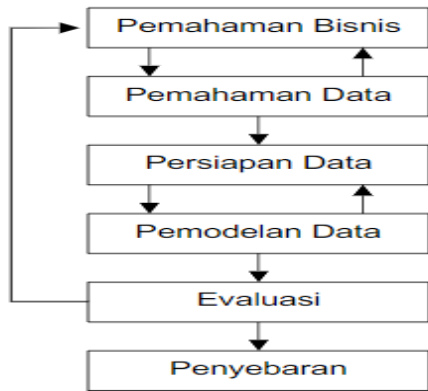 Pemahaman Bisnis
Pemahaman Data
Persiapan Data
Pemodelan Data
Evaluasi
Penyebaran